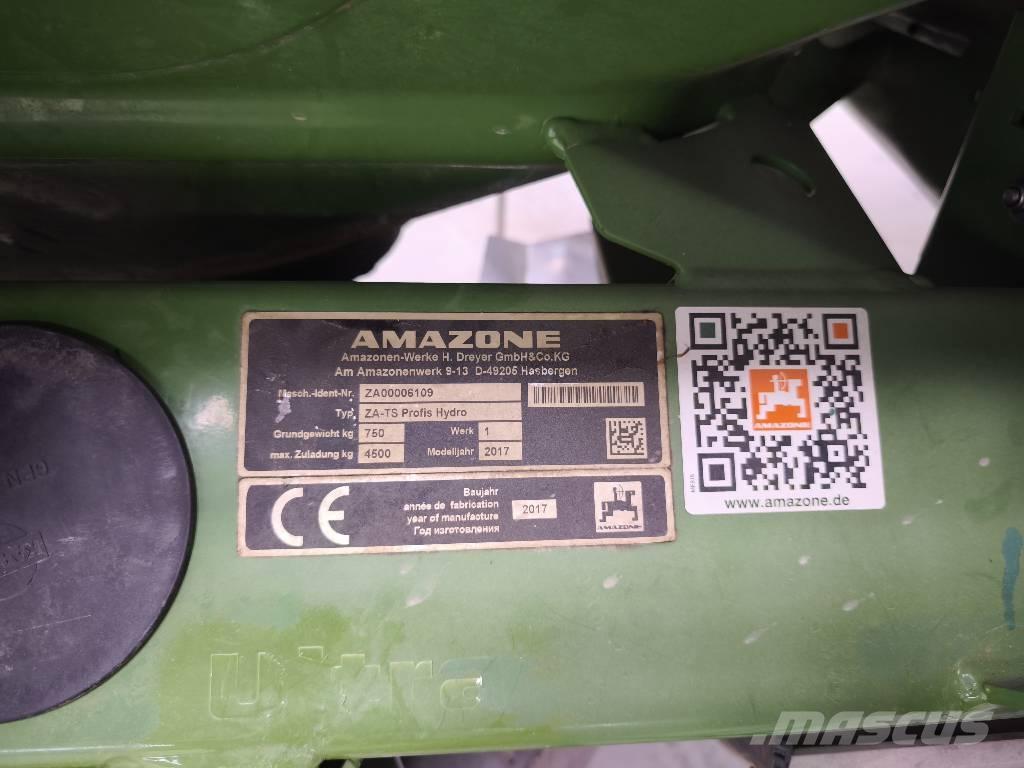 AMAZONE
Amazonen-Werke H. Dreyer GmbH&Co.KG
Am Amazonenwerk 9-13 D-49205 Hasbergen
Masch.-Ident-Nr. ZA00006109
Typ ZA-TS Profis Hydro
Grundgewicht kg 750 Werk 1
max. Zuladung kg 4500 Modelljahr 2017
CE
Baujahr
année de fabrication
year of manufacture
Год изготовления
2017
AMAZONE
AMAZONE
www.amazone.de
MASCUS